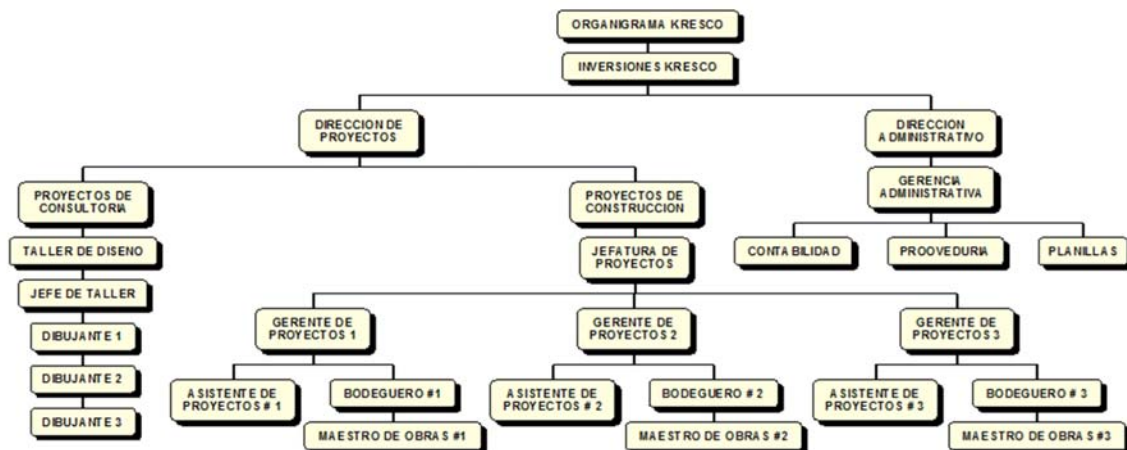 ORGANIGRAMA KRESCO
INVERSIONES KRESCO
DIRECCION DE
PROYECTOS
DIRECCION
ADMINISTRATIVO
PROYECTOS DE
CONSULTORIA
PROYECTOS DE
CONSTRUCCION
GERENCIA
ADMINISTRATIVA
TALLER DE DISENO
JEFATURA DE
PROYECTOS
CONTABILIDAD
PROOVEDURIA
PLANILLAS
JEFE DE TALLER
DIBUJANTE 1
GERENTE DE
PROYECTOS 1
GERENTE DE
PROYECTOS 2
GERENTE DE
PROYECTOS 3
DIBUJANTE 2
ASISTENTE DE
PROYECTOS # 1
BODEGUERO #1
ASISTENTE DE
PROYECTOS # 2
BODEGUERO # 2
ASISTENTE DE
PROYECTOS # 3
BODEGUERO # 3
DIBUJANTE 3
MAESTRO DE OBRAS #1
MAESTRO DE OBRAS #2
MAESTRO DE OBRAS #3